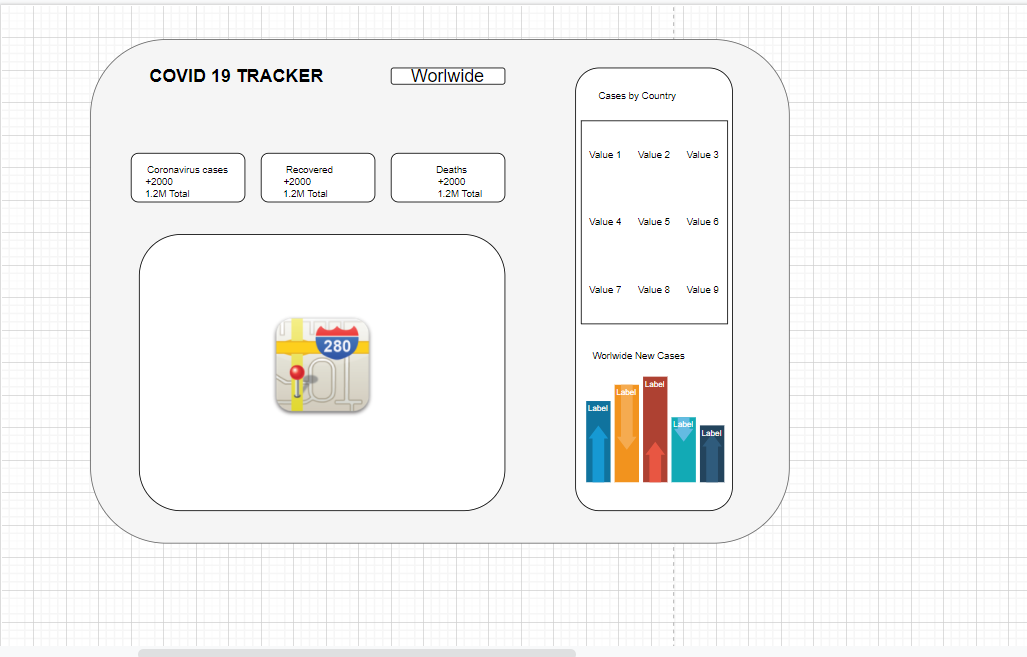 COVID 19 TRACKER
Worlwide
Coronavirus cases
+2000
1.2M Total
Recovered
+2000
1.2M Total
Deaths
+2000
1.2M Total
280
Cases by Country
Value 1 Value 2 Value 3
Value 4 Value 5 Value 6
Value 7 Value 8 Value 9
Worlwide New Cases
Label
Label
Label
Label
Label